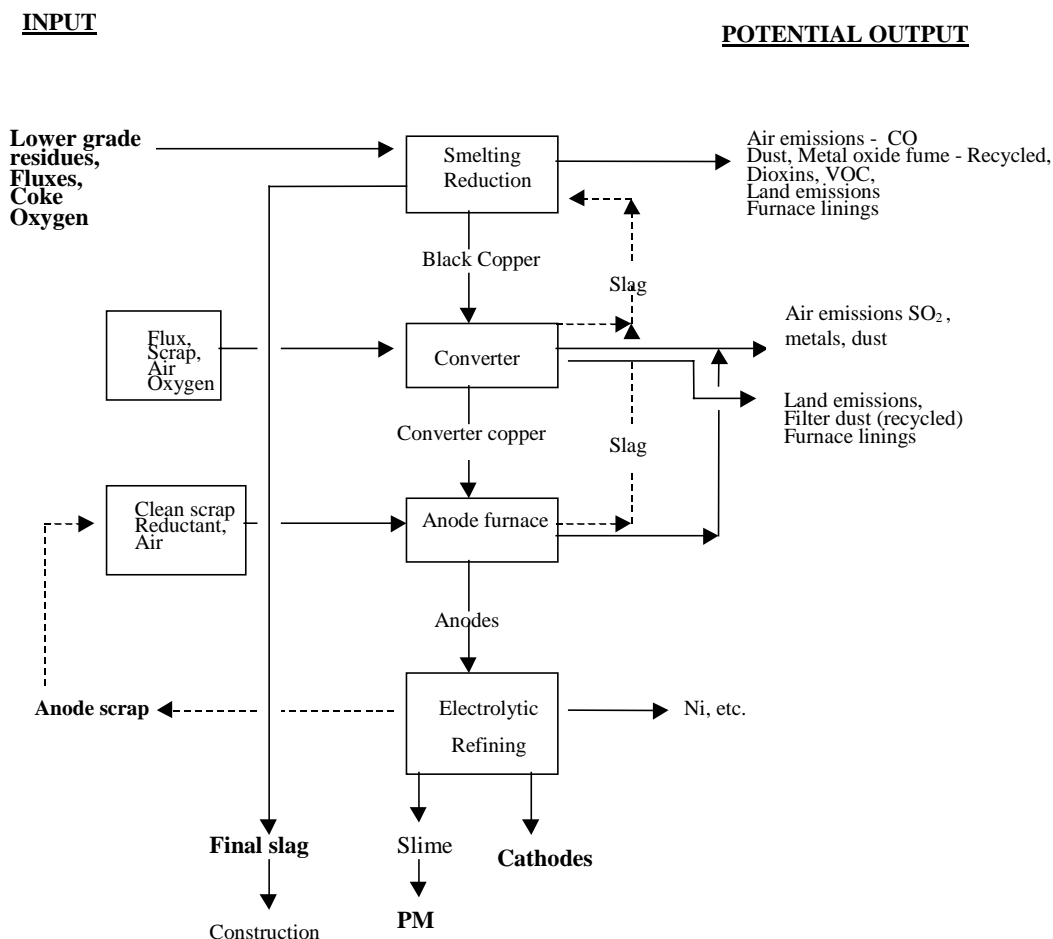 INPUT
POTENTIAL OUTPUT
Lower grade
residues,
Fluxes,
Coke
Oxygen
Smelting
Reduction
Air emissions - CO
Dust, Metal oxide fume - Recycled,
Dioxins, VOC,
Land emissions
Furnace linings
Black Copper
Slag
Flux,
Scrap,
Air
Oxygen
Converter
Air emissions SO₂ ,
metals, dust
Land emissions,
Filter dust (recycled)
Furnace linings
Converter copper
Slag
Clean scrap
Reductant,
Air
Anode furnace
Anodes
Anode scrap
Electrolytic
Refining
Ni, etc.
Final slag
Slime
Cathodes
PM
Construction